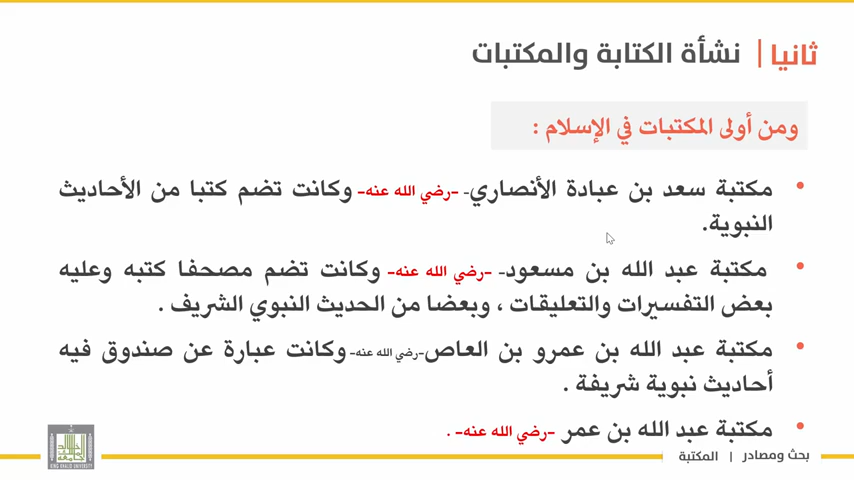 ثانيا | نشأة الكتابة والمكتبات
ومن أولى المكتبات في الإسلام :
• مكتبة سعد بن عبادة الأنصاري- -رضي الله عنه- وكانت تضم كتبا من الأحاديث
النبوية.
• مكتبة عبد الله بن مسعود- -رضي الله عنه- وكانت تضم مصحفا كتبه وعليه
بعض التفسيرات والتعليقات ، وبعضا من الحديث النبوي الشريف .
• مكتبة عبد الله بن عمرو بن العاص-رضي الله عنه- وكانت عبارة عن صندوق فيه
أحاديث نبوية شريفة .
• مكتبة عبد الله بن عمر -رضي الله عنه- .
بحث ومصادر | المكتبة
KING KHALID UNIVERSITY